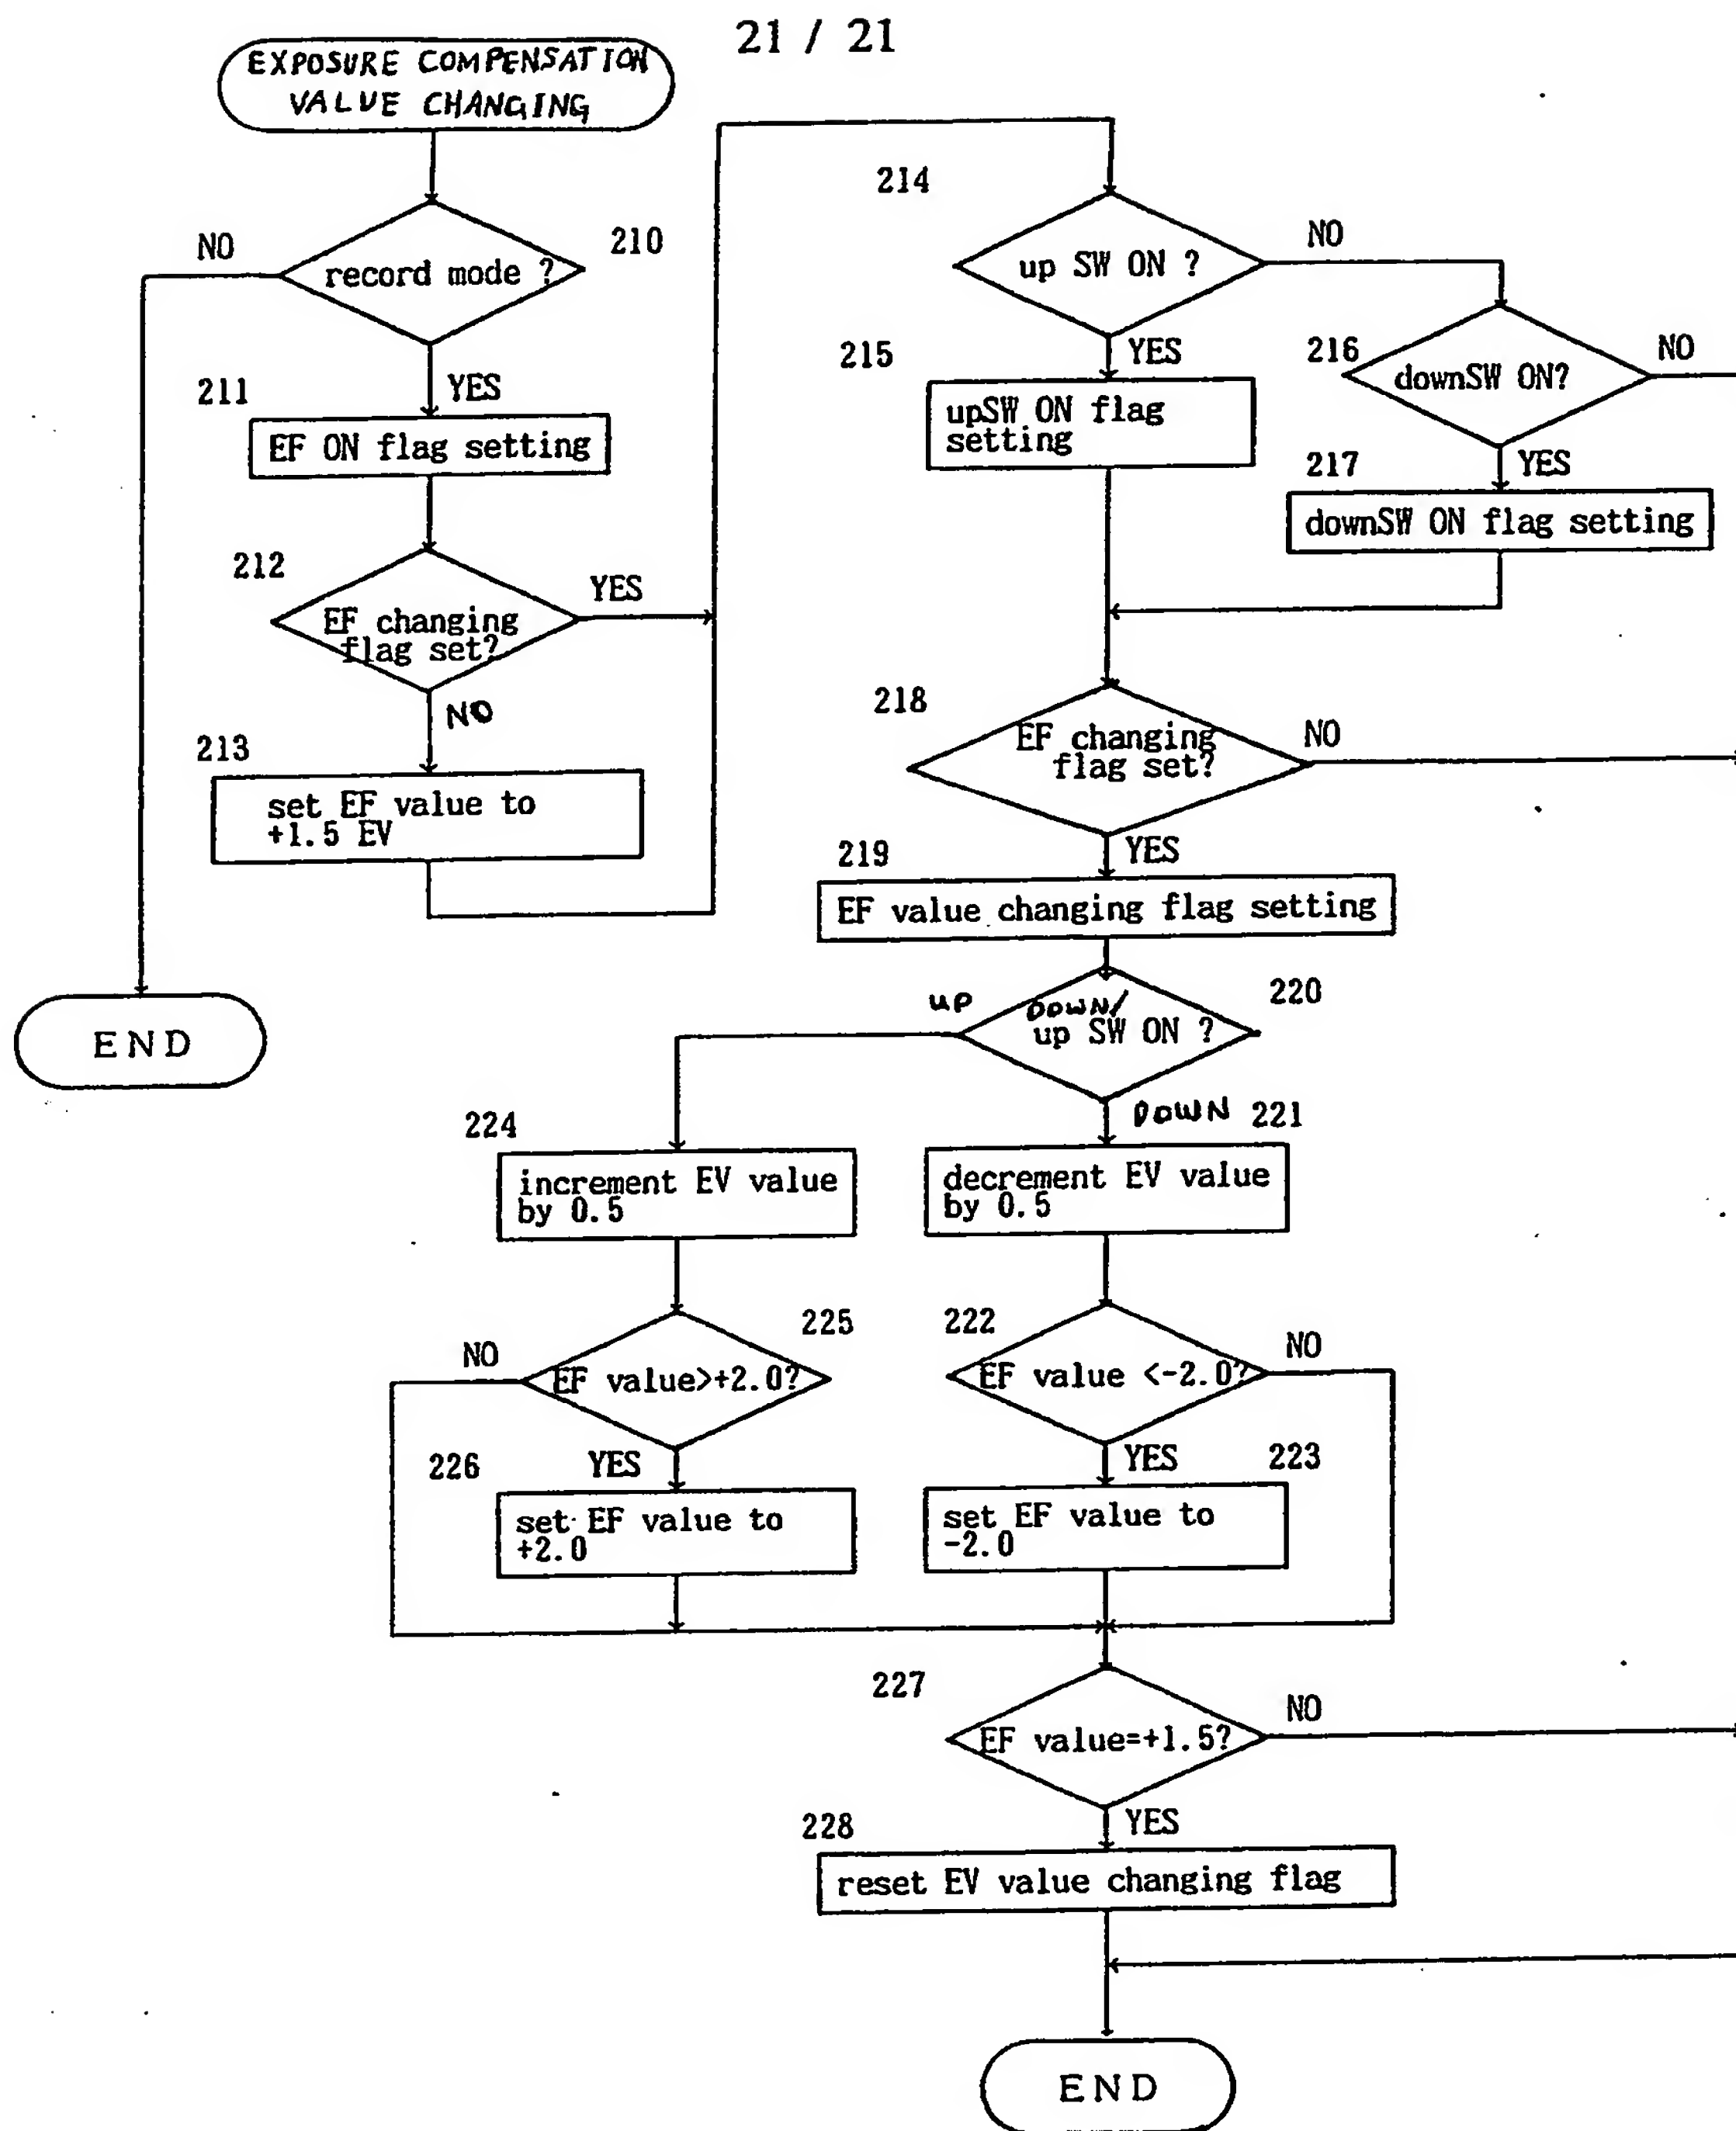 21 / 21
EXPOSURE COMPENSATION
VALUE CHANGING
NO
record mode ?
210
YES
211
EF ON flag setting
212
EF changing
flag set?
YES
NO
213
set EF value to
+1.5 EV
END
214
up SW ON ?
NO
YES
215
upSW ON flag
setting
216
downSW ON?
NO
YES
217
downSW ON flag setting
218
EF changing
flag set?
NO
YES
219
EF value changing flag setting
220
DOWN/
up SW ON ?
up
DOWN
221
decrement EV value
by 0.5
224
increment EV value
by 0.5
225
EF value>+2.0?
NO
YES
226
set EF value to
+2.0
222
EF value <-2.0?
NO
YES
223
set EF value to
-2.0
227
EF value=+1.5?
NO
YES
228
reset EV value changing flag
END